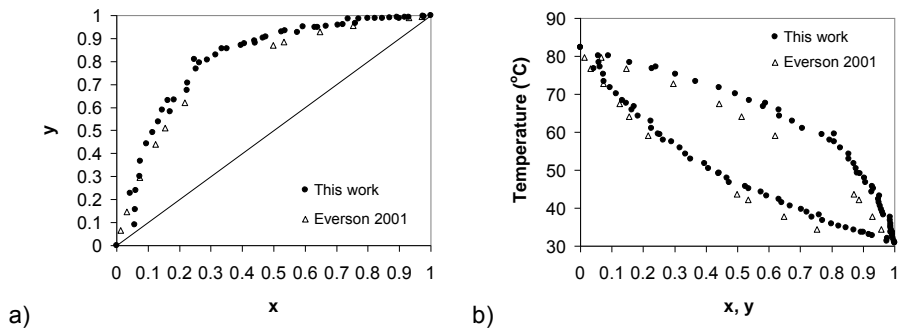 1
0.9
0.8
0.7
0.6
0.5
0.4
0.3
0.2
0.1
0
y
This work
Everson 2001
0 0.1 0.2 0.3 0.4 0.5 0.6 0.7 0.8 0.9 1
x
a)
90
80
70
60
50
40
30
Temperature (°C)
This work
Everson 2001
0 0.1 0.2 0.3 0.4 0.5 0.6 0.7 0.8 0.9 1
x, y
b)